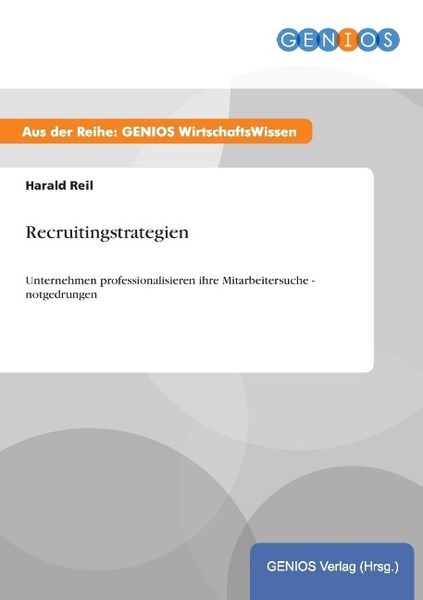 GENIOS
Aus der Reihe: GENIOS WirtschaftsWissen
Harald Reil
Recruitingstrategien
Unternehmen professionalisieren ihre Mitarbeitersuche -
notgedrungen
GENIOS Verlag (Hrsg.)